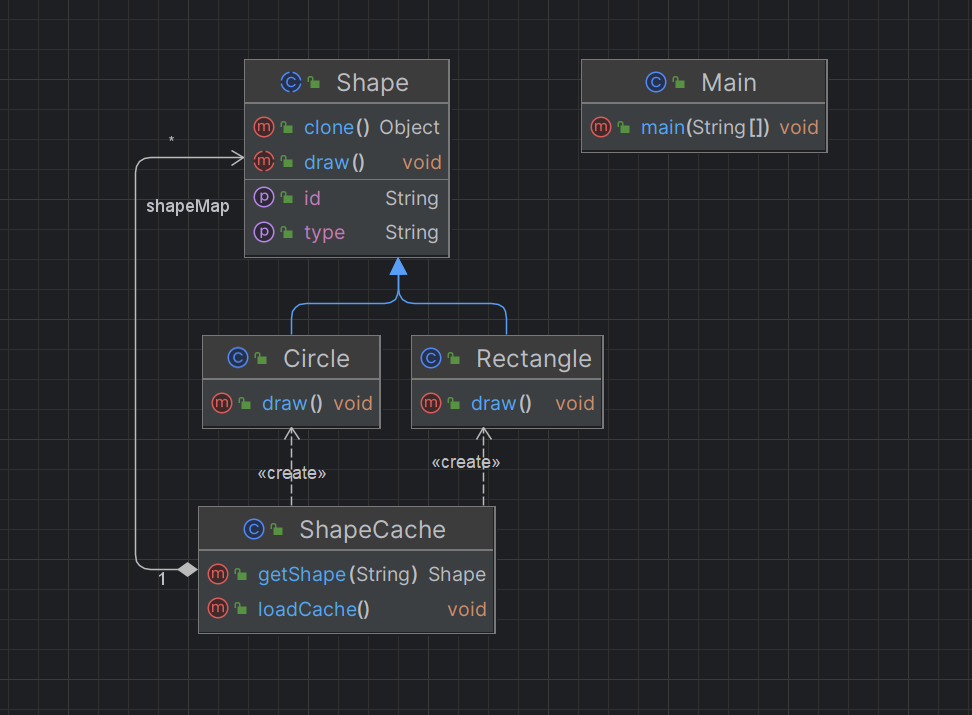 Shape
clone() Object
draw() void
id String
type String
Main
main(String[]) void
*
shapeMap
Circle
draw() void
Rectangle
draw() void
«create»
«create»
ShapeCache
getShape(String) Shape
loadCache() void
1